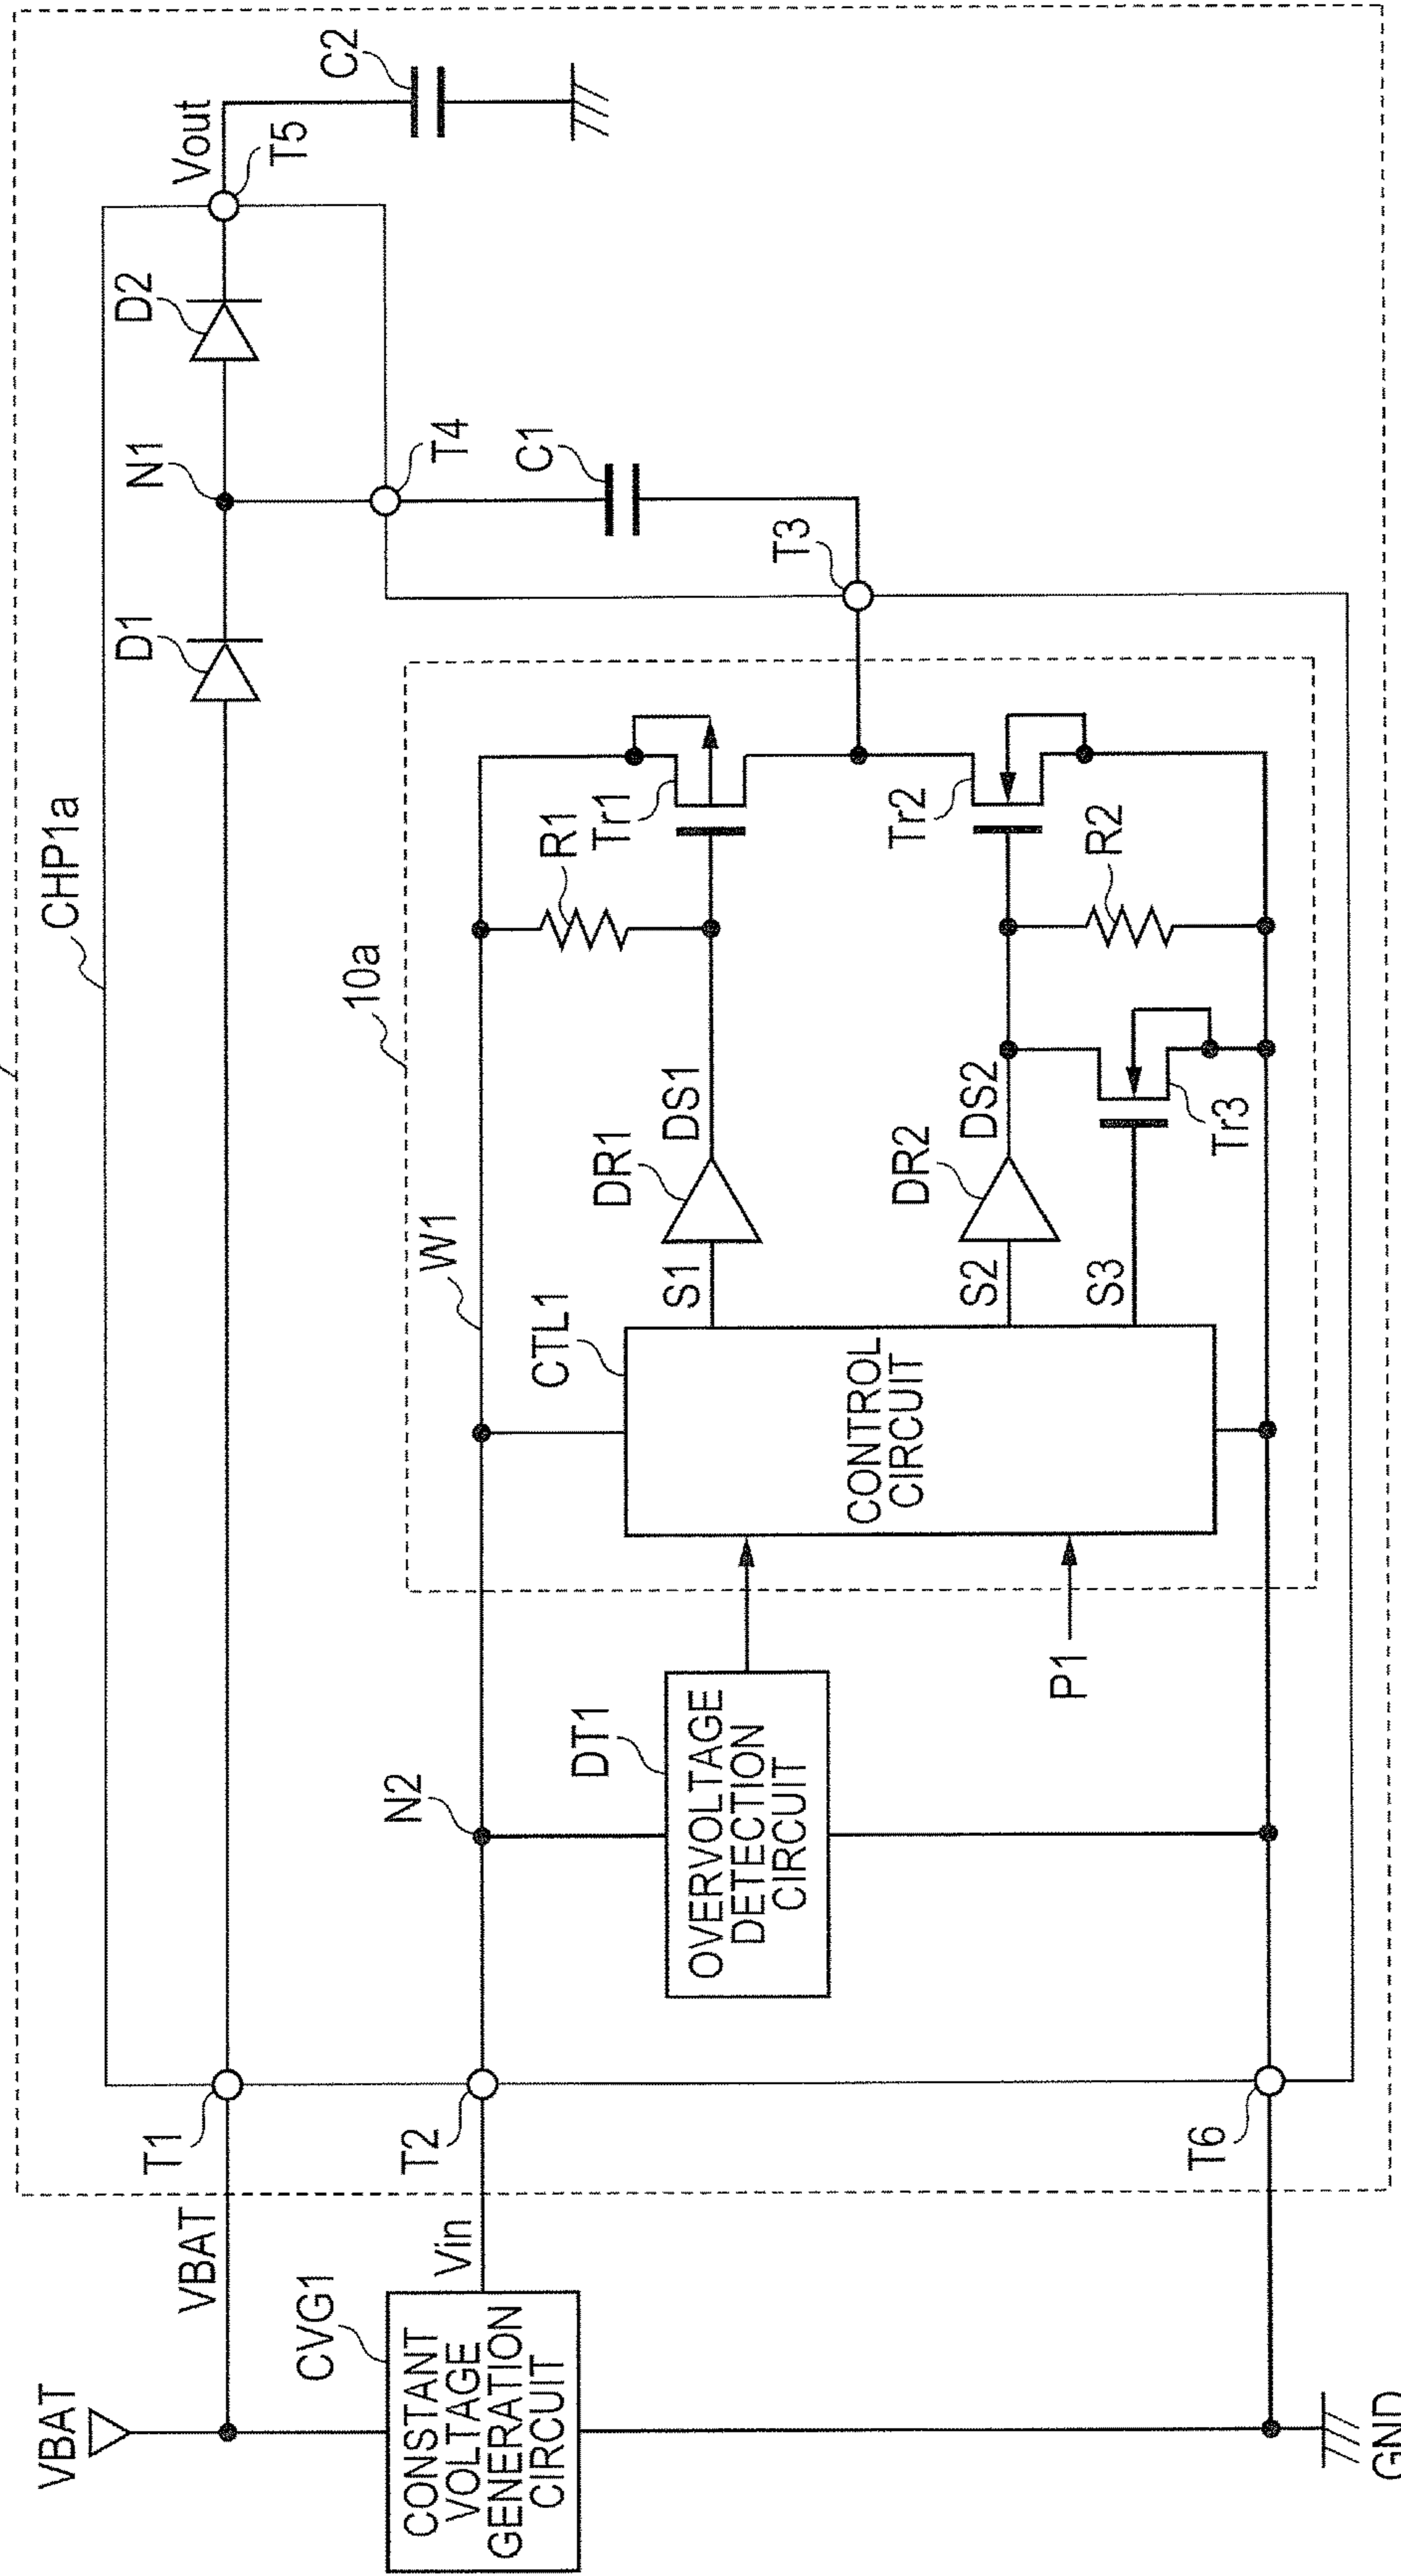 CHP1a
VBAT
VBAT
T1
D1
N1
D2
Vout
T5
C2
CVG1
CONSTANT
VOLTAGE
GENERATION
CIRCUIT
Vin
T2
N2
W1
10a
T4
C1
T3
DT1
OVERVOLTAGE
DETECTION
CIRCUIT
CTL1
CONTROL
CIRCUIT
P1
S1
DR1
DS1
R1
Tr1
S2
DR2
DS2
Tr2
R2
S3
Tr3
T6
GND